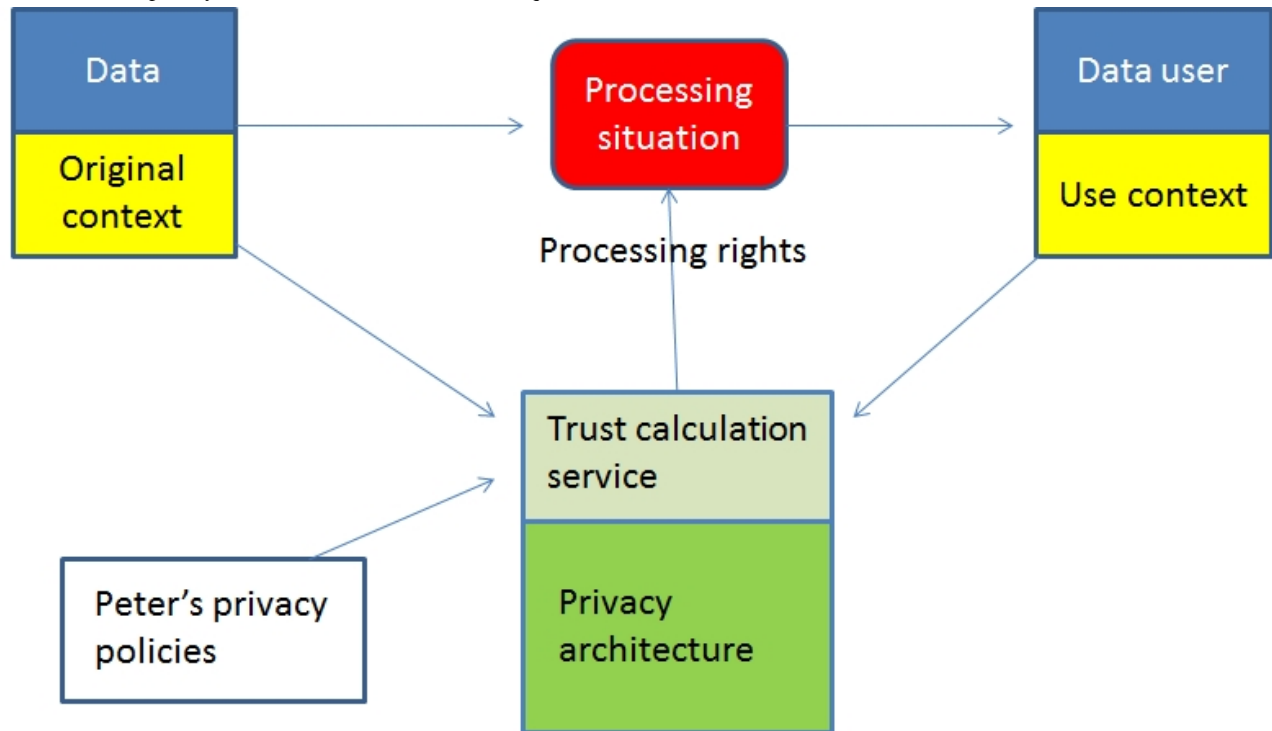 Data
Original
context
Processing
situation
Data user
Use context
Processing rights
Trust calculation
service
Privacy
architecture
Peter’s privacy
policies